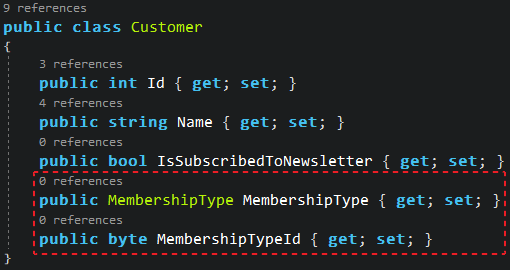 9 references
public class Customer
{
3 references
public int Id { get; set; }
4 references
public string Name { get; set; }
0 references
public bool IsSubscribedToNewsletter { get; set; }
0 references
public MembershipType MembershipType { get; set; }
0 references
public byte MembershipTypeId { get; set; }
}